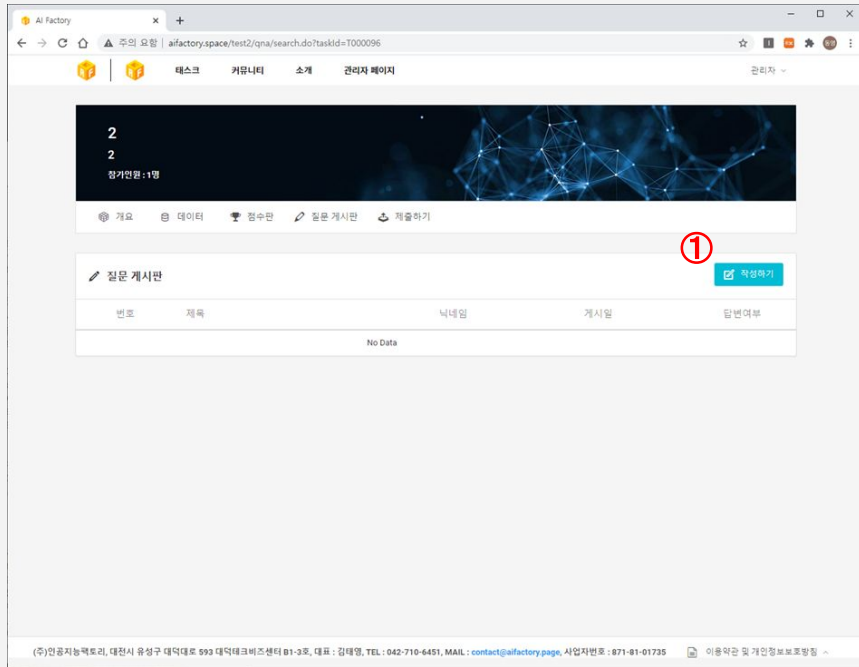 AI Factory
주의 요함 | aifactory.space/test2/qna/search.do?taskId=T000096
태스크 커뮤니티 소개 관리자 페이지 관리자
2
2
참가인원 : 1명
개요 데이터 점수판 질문 게시판 제출하기
①
질문 게시판 작성하기
번호 제목 닉네임 게시일 답변여부
No Data
(주)인공지능팩토리, 대전시 유성구 대덕대로 593 대덕테크비즈센터 B1-3호, 대표 : 김태영, TEL : 042-710-6451, MAIL : contact@aifactory.page, 사업자번호 : 871-81-01735 이용약관 및 개인정보보호방침